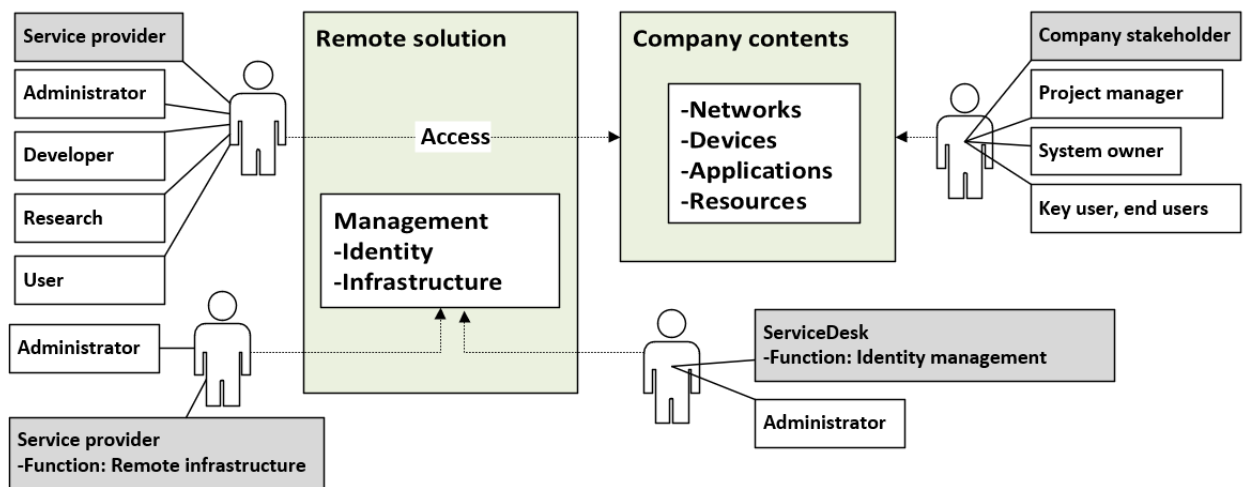 Service provider
Administrator
Developer
Research
User
Administrator
Service provider
-Function: Remote infrastructure
Remote solution
Access
Management
-Identity
-Infrastructure
Company contents
-Networks
-Devices
-Applications
-Resources
Company stakeholder
Project manager
System owner
Key user, end users
ServiceDesk
-Function: Identity management
Administrator